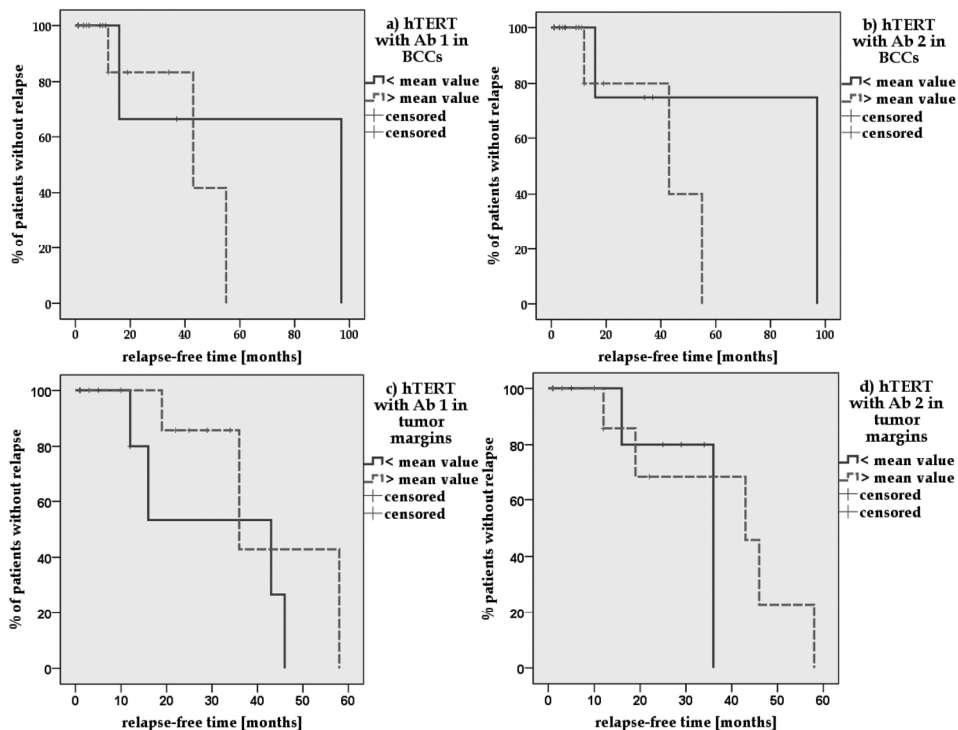 a) hTERT
with Ab 1 in
BCCs
< mean value
> mean value
censored
censored
% of patients without relapse
100
80
60
40
20
0
0 20 40 60 80 100
relapse-free time [months]
b) hTERT
with Ab 2 in
BCCs
< mean value
> mean value
censored
censored
% of patients without relapse
100
80
60
40
20
0
0 20 40 60 80 100
relapse-free time [months]
c) hTERT
with Ab 1 in
tumor
margins
< mean value
> mean value
censored
censored
% of patients without relapse
100
80
60
40
20
0
0 10 20 30 40 50 60
relapse-free time [months]
d) hTERT
with Ab 2 in
tumor
margins
< mean value
> mean value
censored
censored
% patients without relapse
100
80
60
40
20
0
0 10 20 30 40 50 60
relapse-free time [months]